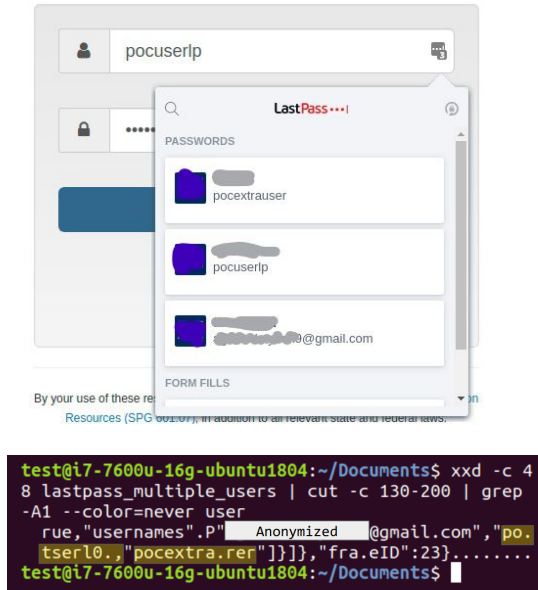 pocuserlp
3
LastPass •••|
PASSWORDS
pocextrauser
pocuserlp
9@gmail.com
FORM FILLS
By your use of these re on
Resources (SPG 601.07), in addition to all relevant state and federal laws.
test@i7-7600u-16g-ubuntu1804:~/Documents$ xxd -c 4
8 lastpass_multiple_users | cut -c 130-200 | grep
-A1 --color=never user
rue,"usernames".P" Anonymized @gmail.com","po.
tserl0.,"pocextra.rer"]}]},"fra.eID":23}........
test@i7-7600u-16g-ubuntu1804:~/Documents$